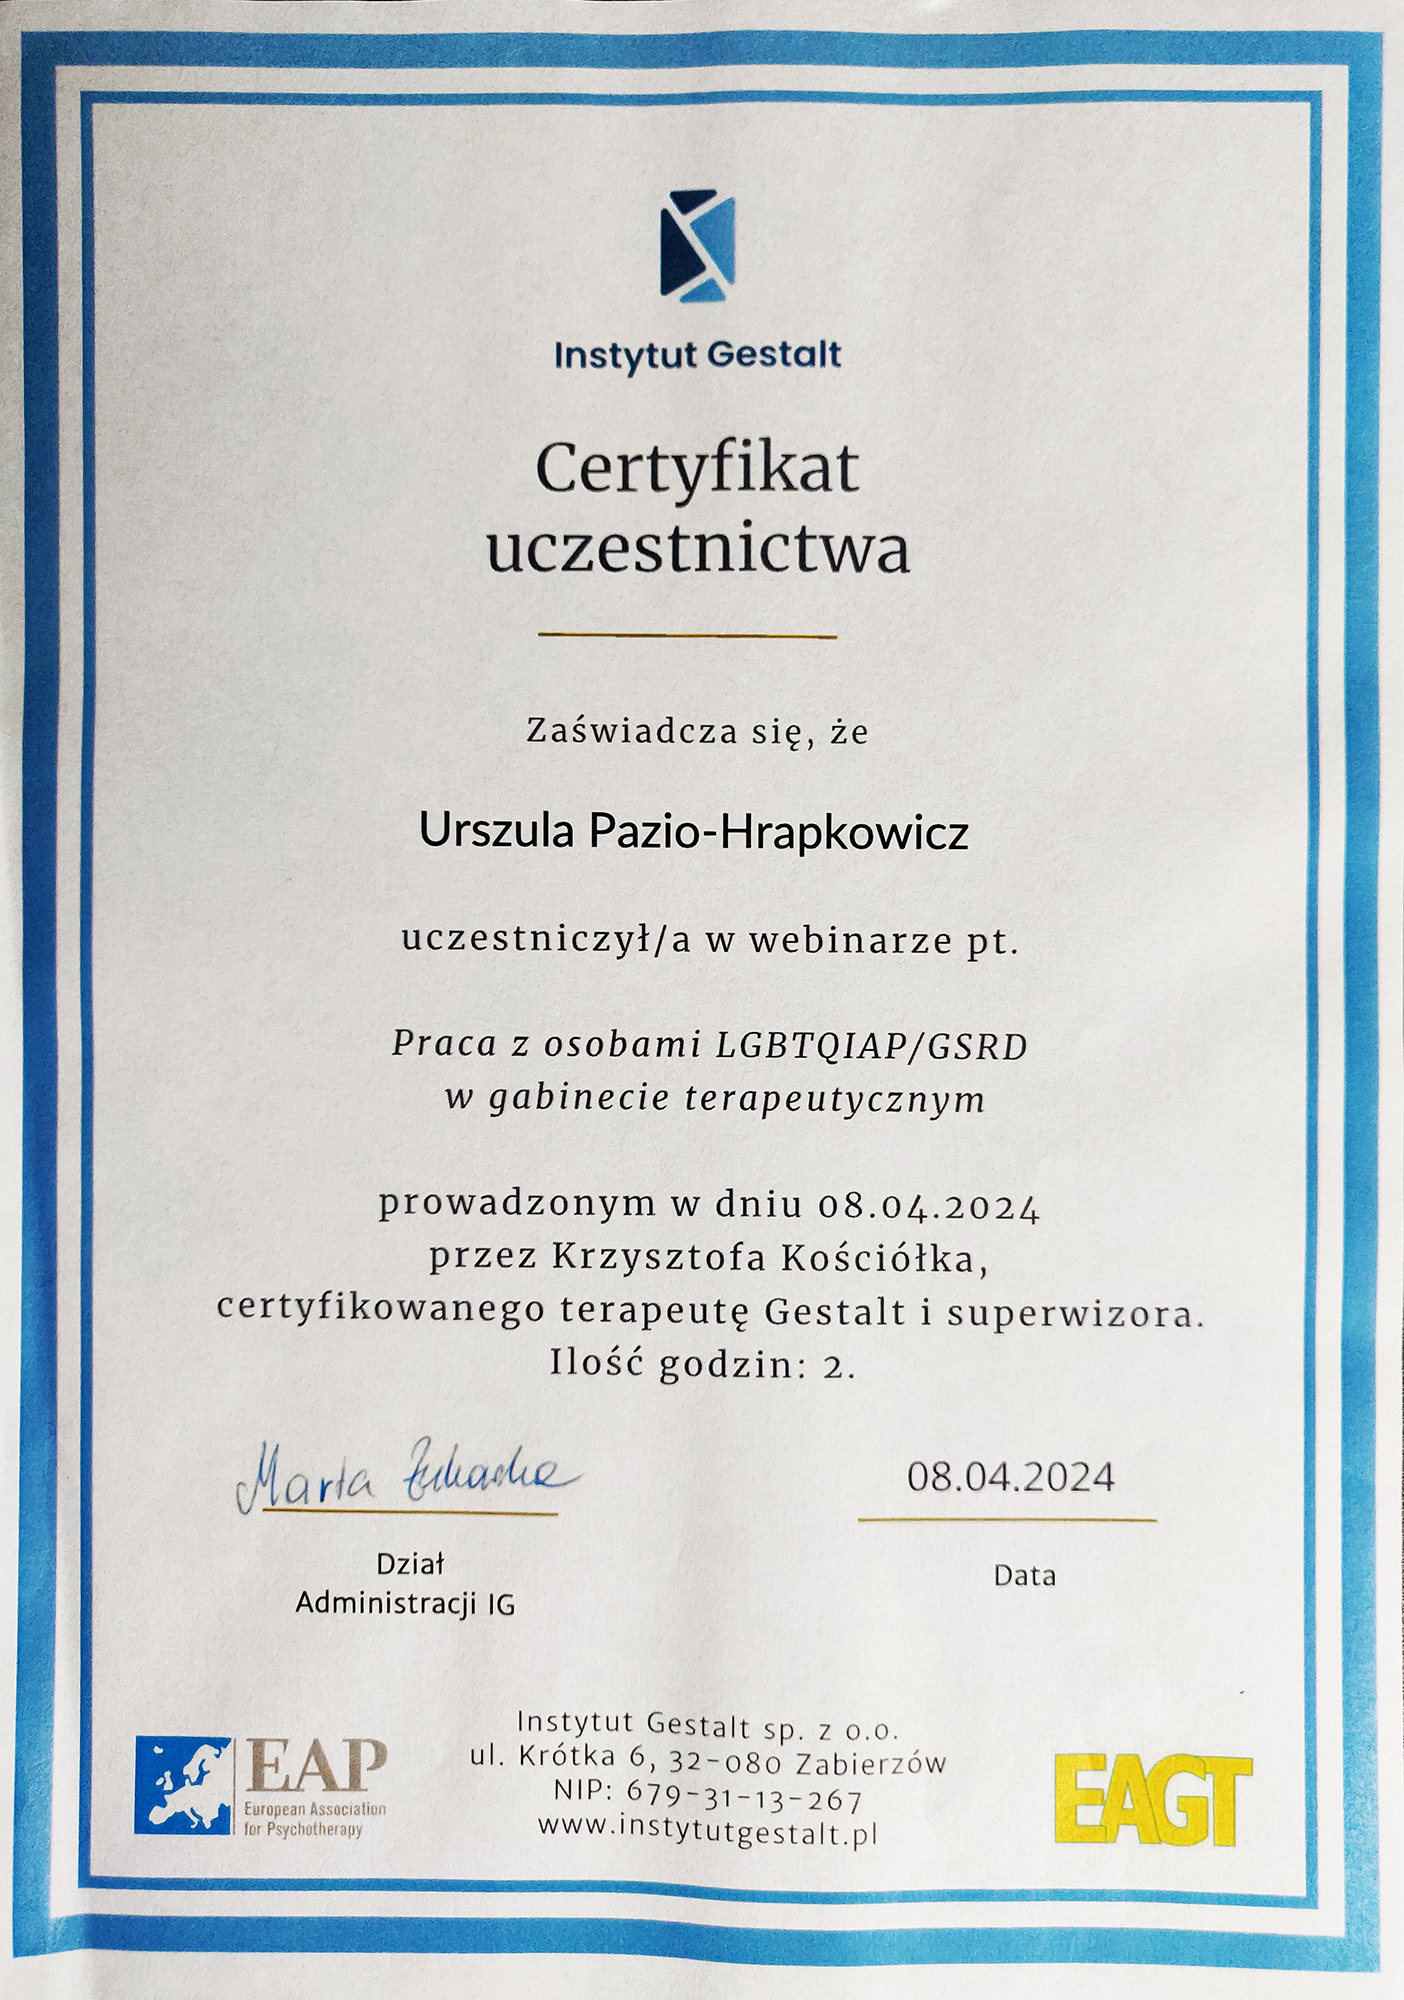 Instytut Gestalt
Certyfikat
uczestnictwa
Zaświadcza się, że
Urszula Pazio-Hrapkowicz
uczestniczył/a w webinarze pt.
Praca z osobami LGBTQIAP/GSRD
w gabinecie terapeutycznym
prowadzonym w dniu 08.04.2024
przez Krzysztofa Kościółka,
certyfikowanego terapeutę Gestalt i superwizora.
Ilość godzin: 2.
Marta
08.04.2024
Dział
Administracji IG
Data
EAP
European Association
for Psychotherapy
Instytut Gestalt sp. z o.o.
ul. Krótka 6, 32-080 Zabierzów
NIP: 679-31-13-267
www.instytutgestalt.pl
EAGT